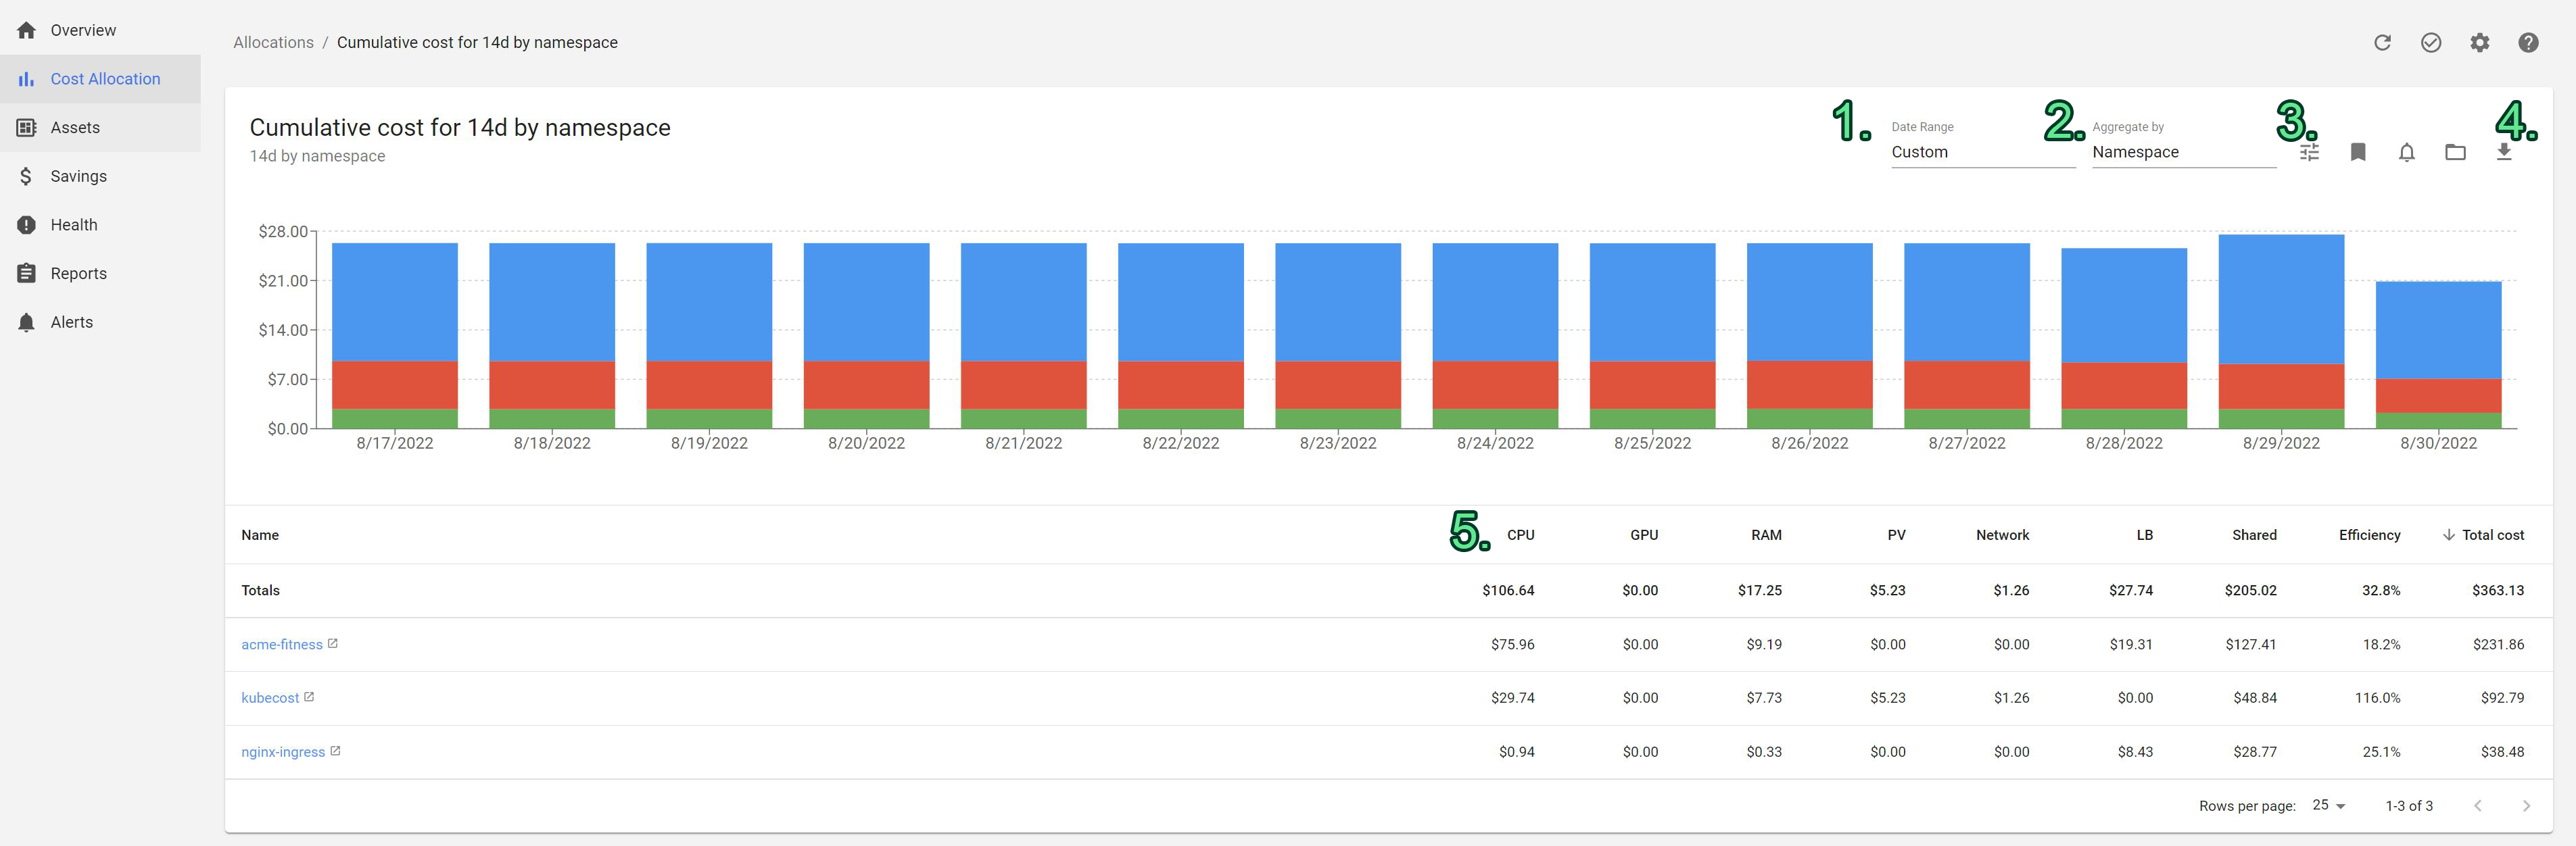 Overview
Cost Allocation
Assets
Savings
Health
Reports
Alerts
Allocations / Cumulative cost for 14d by namespace
Cumulative cost for 14d by namespace
14d by namespace
1. Date Range
Custom
2. Aggregate by
Namespace
3.
4.
$28.00
$21.00
$14.00
$7.00
$0.00
8/17/2022 8/18/2022 8/19/2022 8/20/2022 8/21/2022 8/22/2022 8/23/2022 8/24/2022 8/25/2022 8/26/2022 8/27/2022 8/28/2022 8/29/2022 8/30/2022
Name 5. CPU GPU RAM PV Network LB Shared Efficiency Total cost
Totals $106.64 $0.00 $17.25 $5.23 $1.26 $27.74 $205.02 32.8% $363.13
acme-fitness $75.96 $0.00 $9.19 $0.00 $0.00 $19.31 $127.41 18.2% $231.86
kubecost $29.74 $0.00 $7.73 $5.23 $1.26 $0.00 $48.84 116.0% $92.79
nginx-ingress $0.94 $0.00 $0.33 $0.00 $0.00 $8.43 $28.77 25.1% $38.48
Rows per page: 25 1-3 of 3